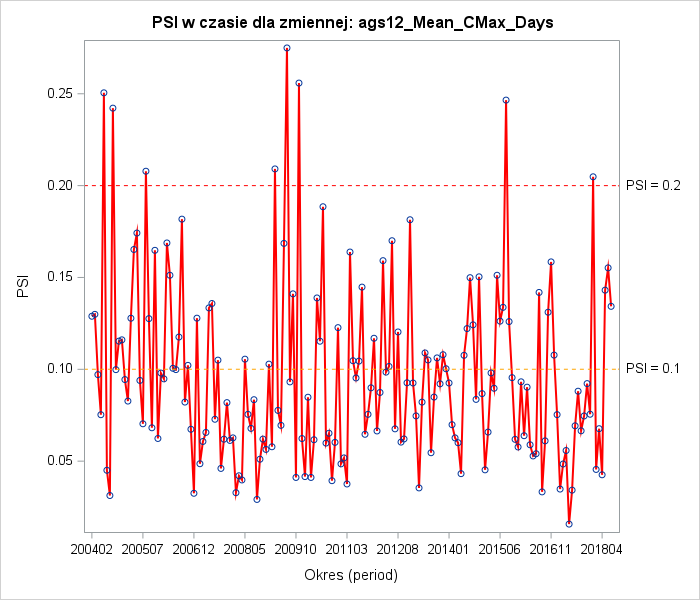 PSI w czasie dla zmiennej: ags12_Mean_CMax_Days
PSI
0.25
0.20
0.15
0.10
0.05
PSI = 0.2
PSI = 0.1
200402 200507 200612 200805 200910 201103 201208 201401 201506 201611 201804
Okres (period)